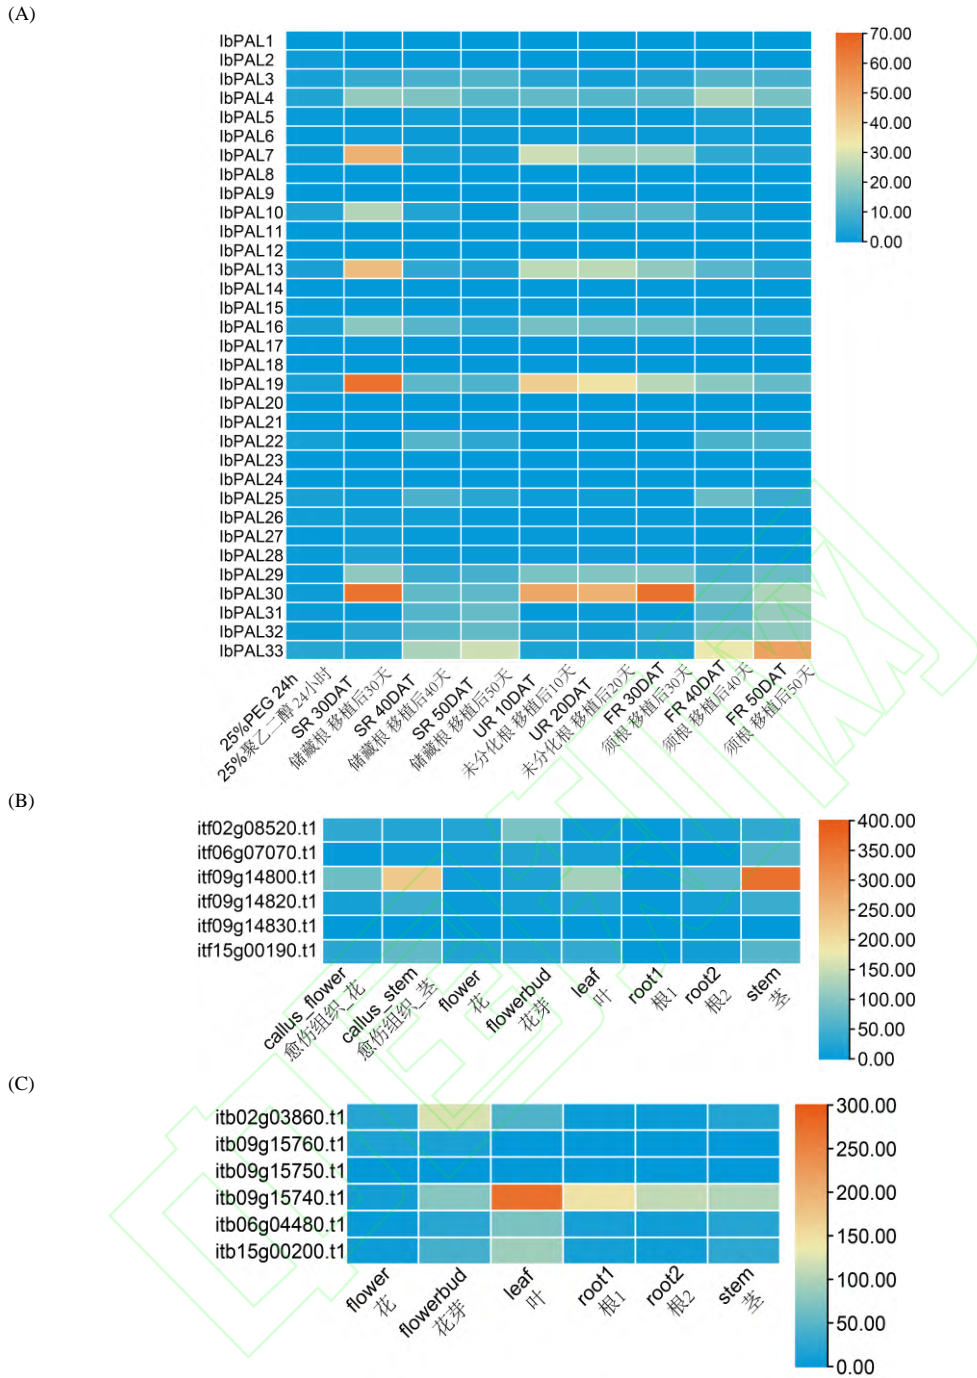 (A)
IbPAL1
IbPAL2
IbPAL3
IbPAL4
IbPAL5
IbPAL6
IbPAL7
IbPAL8
IbPAL9
IbPAL10
IbPAL11
IbPAL12
IbPAL13
IbPAL14
IbPAL15
IbPAL16
IbPAL17
IbPAL18
IbPAL19
IbPAL20
IbPAL21
IbPAL22
IbPAL23
IbPAL24
IbPAL25
IbPAL26
IbPAL27
IbPAL28
IbPAL29
IbPAL30
IbPAL31
IbPAL32
IbPAL33
70.00
60.00
50.00
40.00
30.00
20.00
10.00
0.00
25%PEG 24h
25%聚乙二醇 24小时
SR 30DAT
储藏根 移植后30天
SR 40DAT
储藏根 移植后40天
SR 50DAT
储藏根 移植后50天
UR 10DAT
未分化根 移植后10天
UR 20DAT
未分化根 移植后20天
FR 30DAT
须根 移植后30天
FR 40DAT
须根 移植后40天
FR 50DAT
须根 移植后50天
(B)
itf02g08520.t1
itf06g07070.t1
itf09g14800.t1
itf09g14820.t1
itf09g14830.t1
itf15g00190.t1
400.00
350.00
300.00
250.00
200.00
150.00
100.00
50.00
0.00
callus_flower
愈伤组织_花
callus_stem
愈伤组织_茎
flower
花
flowerbud
花芽
leaf
叶
root1
根1
root2
根2
stem
茎
(C)
itb02g03860.t1
itb09g15760.t1
itb09g15750.t1
itb09g15740.t1
itb06g04480.t1
itb15g00200.t1
300.00
250.00
200.00
150.00
100.00
50.00
0.00
flower
花
flowerbud
花芽
leaf
叶
root1
根1
root2
根2
stem
茎